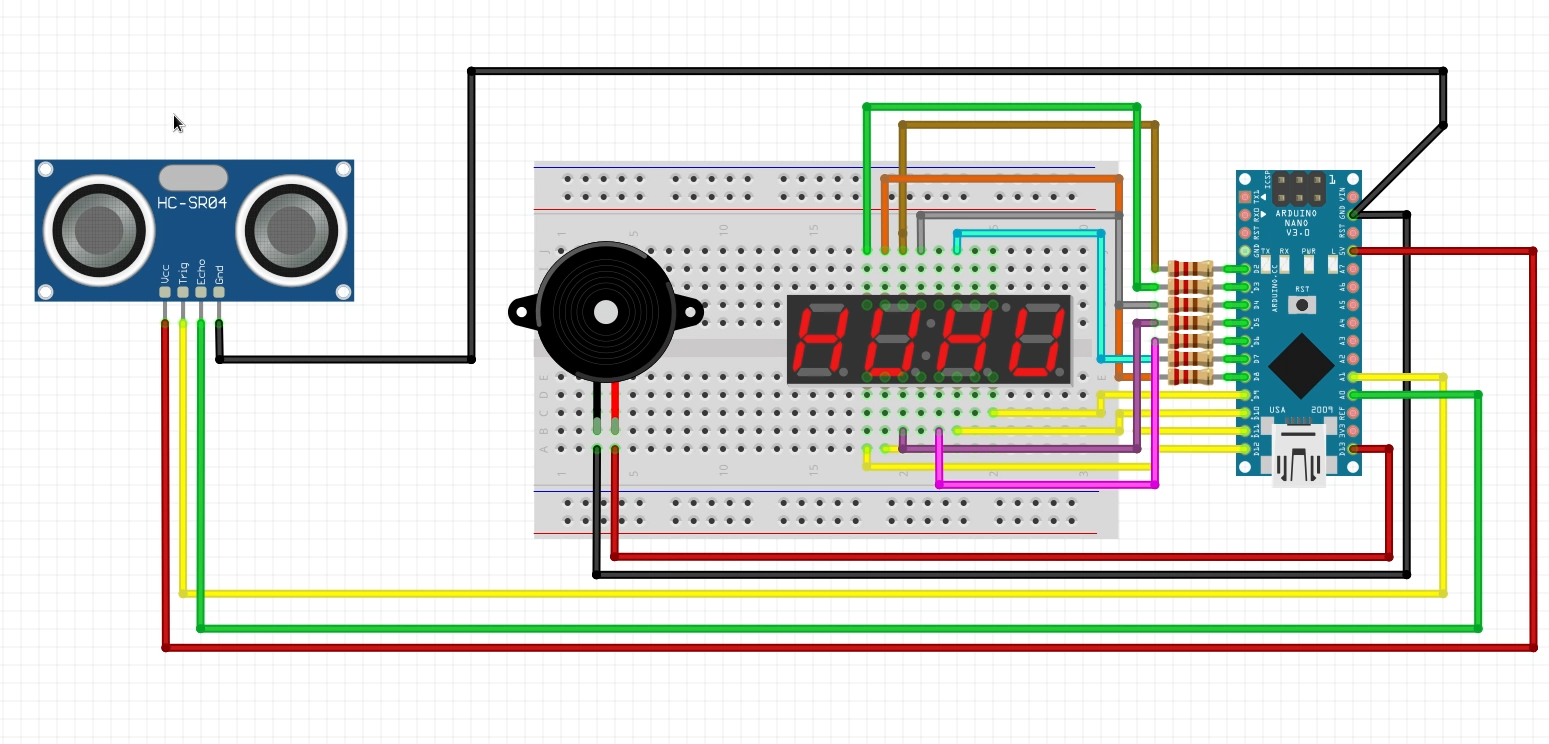 HC-SR04
Vcc
Trig
Echo
Gnd
1
5
10
15
J
E
D
C
B
A
1
5
10
15
ICSP
1
ARDUINO
NANO
V3.0
TX
RX
PWR
L
RST
ARDUINO.CC
USA
2009
TX1
RX0
RST
GND
D2
D3
D4
D5
D6
D7
D8
D9
D10
D11
D12
VIN
GND
RST
5V
A7
A6
A5
A4
A3
A2
A1
A0
REF
3V3
D13